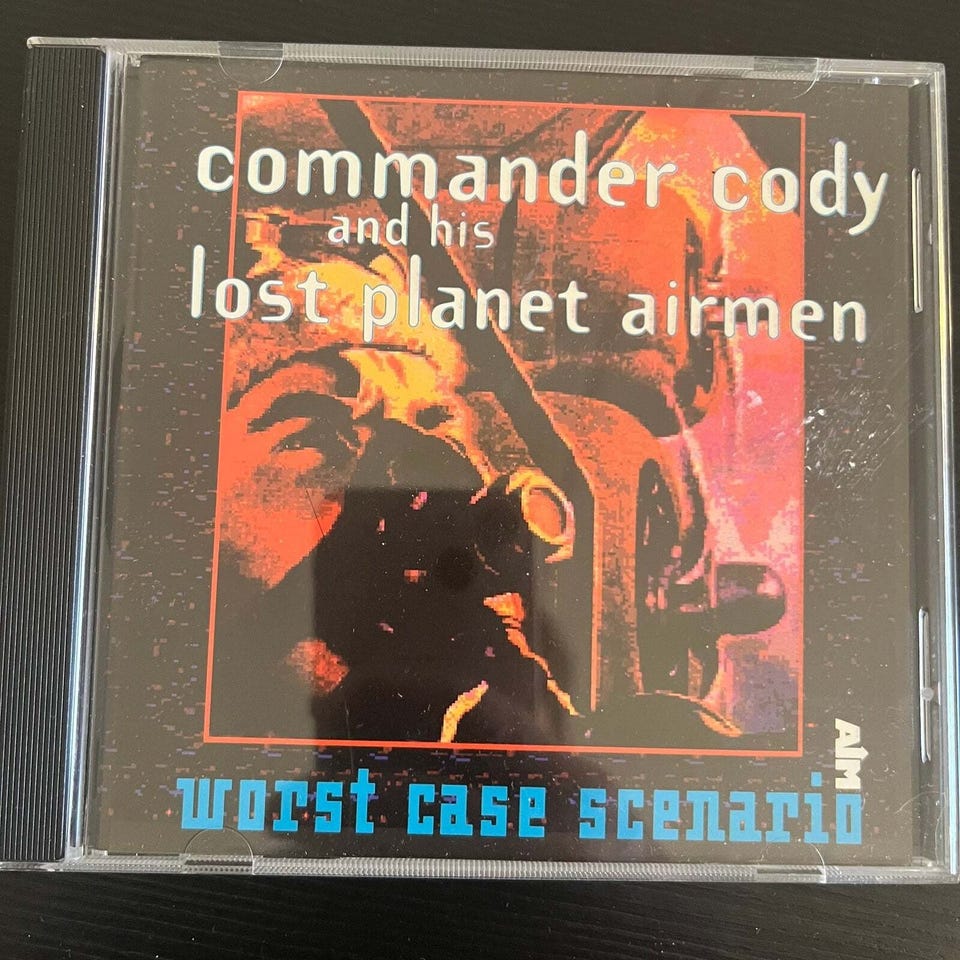 commander cody
and his
lost planet airmen
AIM
worst case scenario